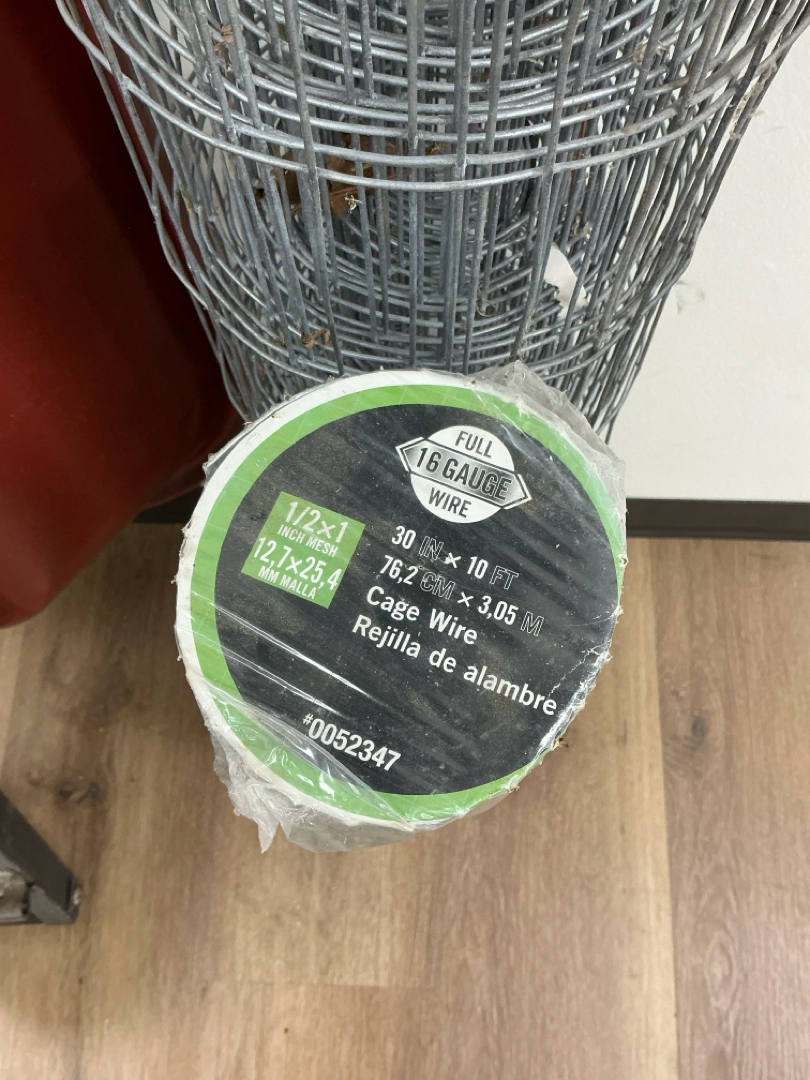 FULL
16 GAUGE
WIRE
1/2×1
INCH MESH
12,7×25,4
MM MALLA
30 IN × 10 FT
76,2 CM × 3,05 M
Cage Wire
Rejilla de alambre
#0052347